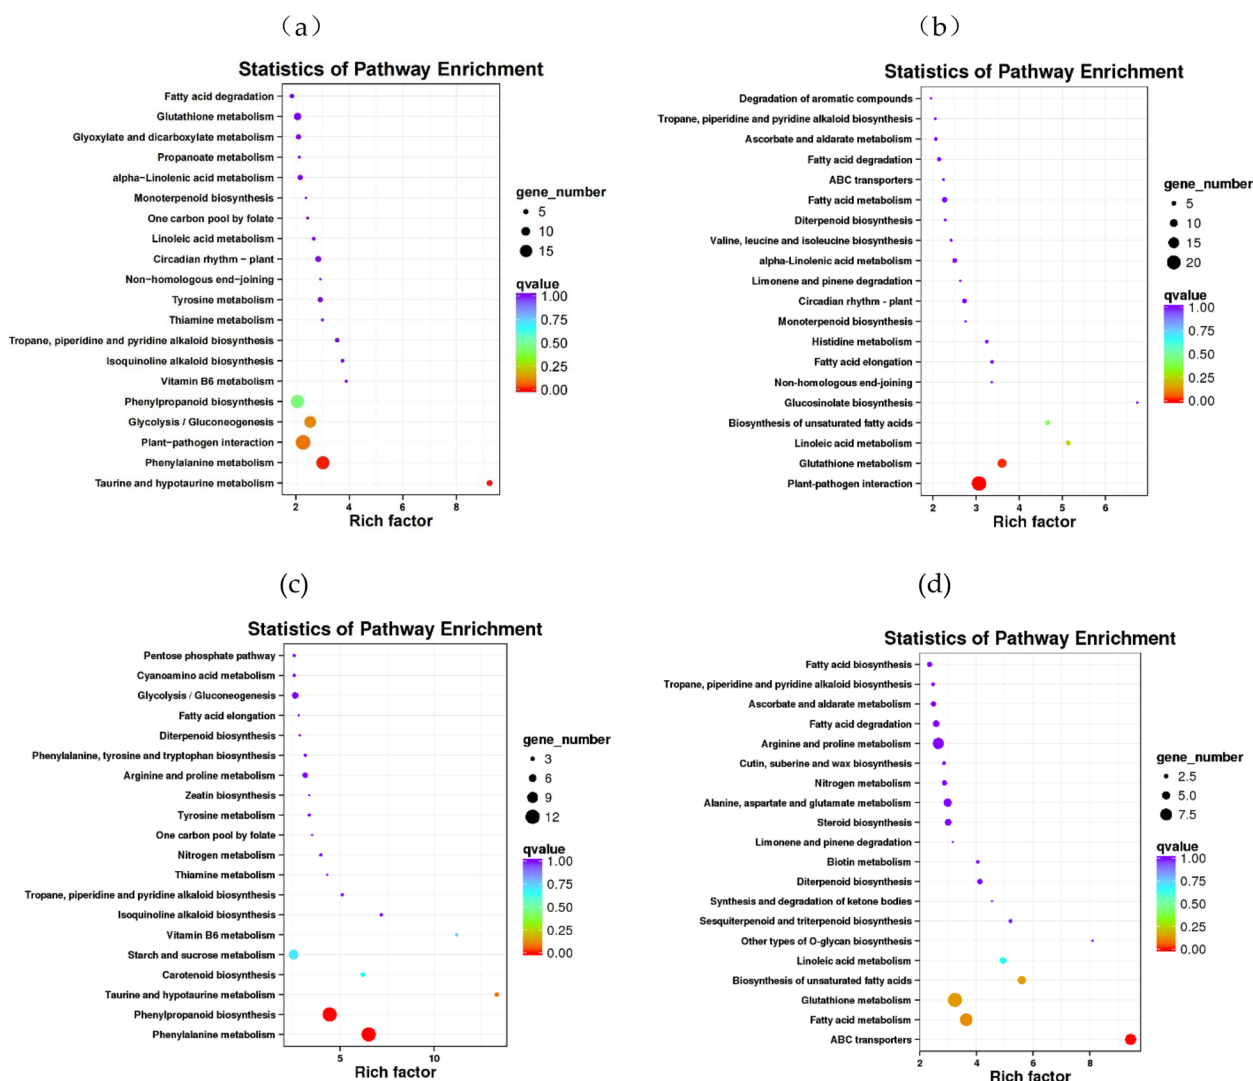 （a）
Statistics of Pathway Enrichment
Fatty acid degradation
Glutathione metabolism
Glyoxylate and dicarboxylate metabolism
Propanoate metabolism
alpha−Linolenic acid metabolism
Monoterpenoid biosynthesis
One carbon pool by folate
Linoleic acid metabolism
Circadian rhythm − plant
Non−homologous end−joining
Tyrosine metabolism
Thiamine metabolism
Tropane, piperidine and pyridine alkaloid biosynthesis
Isoquinoline alkaloid biosynthesis
Vitamin B6 metabolism
Phenylpropanoid biosynthesis
Glycolysis / Gluconeogenesis
Plant−pathogen interaction
Phenylalanine metabolism
Taurine and hypotaurine metabolism
2 4 6 8
Rich factor
gene_number
5
10
15
qvalue
1.00
0.75
0.50
0.25
0.00
（b）
Statistics of Pathway Enrichment
Degradation of aromatic compounds
Tropane, piperidine and pyridine alkaloid biosynthesis
Ascorbate and aldarate metabolism
Fatty acid degradation
ABC transporters
Fatty acid metabolism
Diterpenoid biosynthesis
Valine, leucine and isoleucine biosynthesis
alpha-Linolenic acid metabolism
Limonene and pinene degradation
Circadian rhythm - plant
Monoterpenoid biosynthesis
Histidine metabolism
Fatty acid elongation
Non-homologous end-joining
Glucosinolate biosynthesis
Biosynthesis of unsaturated fatty acids
Linoleic acid metabolism
Glutathione metabolism
Plant-pathogen interaction
2 3 4 5 6
Rich factor
gene_number
5
10
15
20
qvalue
1.00
0.75
0.50
0.25
0.00
(c)
Statistics of Pathway Enrichment
Pentose phosphate pathway
Cyanoamino acid metabolism
Glycolysis / Gluconeogenesis
Fatty acid elongation
Diterpenoid biosynthesis
Phenylalanine, tyrosine and tryptophan biosynthesis
Arginine and proline metabolism
Zeatin biosynthesis
Tyrosine metabolism
One carbon pool by folate
Nitrogen metabolism
Thiamine metabolism
Tropane, piperidine and pyridine alkaloid biosynthesis
Isoquinoline alkaloid biosynthesis
Vitamin B6 metabolism
Starch and sucrose metabolism
Carotenoid biosynthesis
Taurine and hypotaurine metabolism
Phenylpropanoid biosynthesis
Phenylalanine metabolism
5 10
Rich factor
gene_number
3
6
9
12
qvalue
1.00
0.75
0.50
0.25
0.00
(d)
Statistics of Pathway Enrichment
Fatty acid biosynthesis
Tropane, piperidine and pyridine alkaloid biosynthesis
Ascorbate and aldarate metabolism
Fatty acid degradation
Arginine and proline metabolism
Cutin, suberine and wax biosynthesis
Nitrogen metabolism
Alanine, aspartate and glutamate metabolism
Steroid biosynthesis
Limonene and pinene degradation
Biotin metabolism
Diterpenoid biosynthesis
Synthesis and degradation of ketone bodies
Sesquiterpenoid and triterpenoid biosynthesis
Other types of O-glycan biosynthesis
Linoleic acid metabolism
Biosynthesis of unsaturated fatty acids
Glutathione metabolism
Fatty acid metabolism
ABC transporters
2 4 6 8
Rich factor
gene_number
2.5
5.0
7.5
qvalue
1.00
0.75
0.50
0.25
0.00